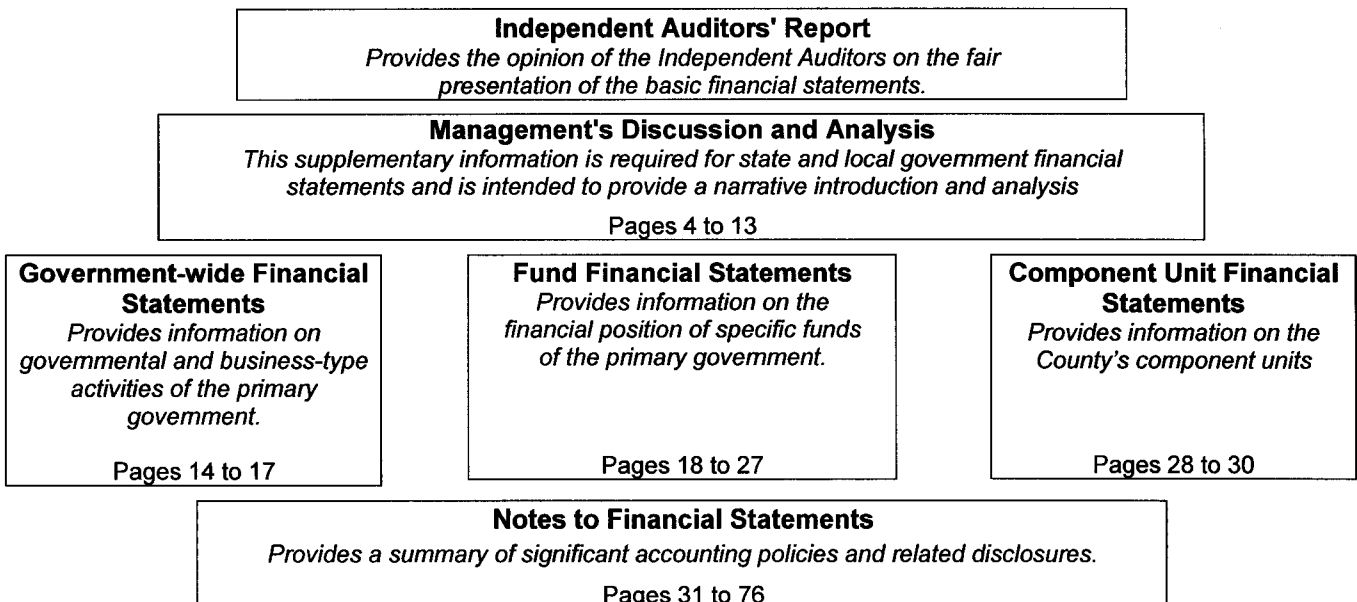 Independent Auditors' Report
Provides the opinion of the Independent Auditors on the fair
presentation of the basic financial statements.
Management's Discussion and Analysis
This supplementary information is required for state and local government financial
statements and is intended to provide a narrative introduction and analysis
Pages 4 to 13
Government-wide Financial
Statements
Provides information on
governmental and business-type
activities of the primary
government.
Pages 14 to 17
Fund Financial Statements
Provides information on the
financial position of specific funds
of the primary government.
Pages 18 to 27
Component Unit Financial
Statements
Provides information on the
County's component units
Pages 28 to 30
Notes to Financial Statements
Provides a summary of significant accounting policies and related disclosures.
Pages 31 to 76